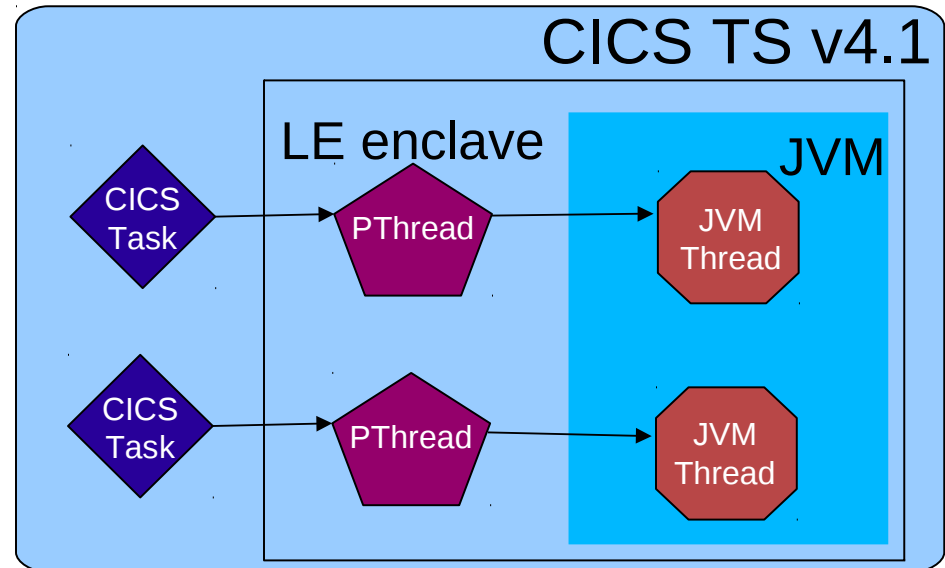 CICS TS v4.1
LE enclave
JVM
CICS
Task
PThread
JVM
Thread
CICS
Task
PThread
JVM
Thread